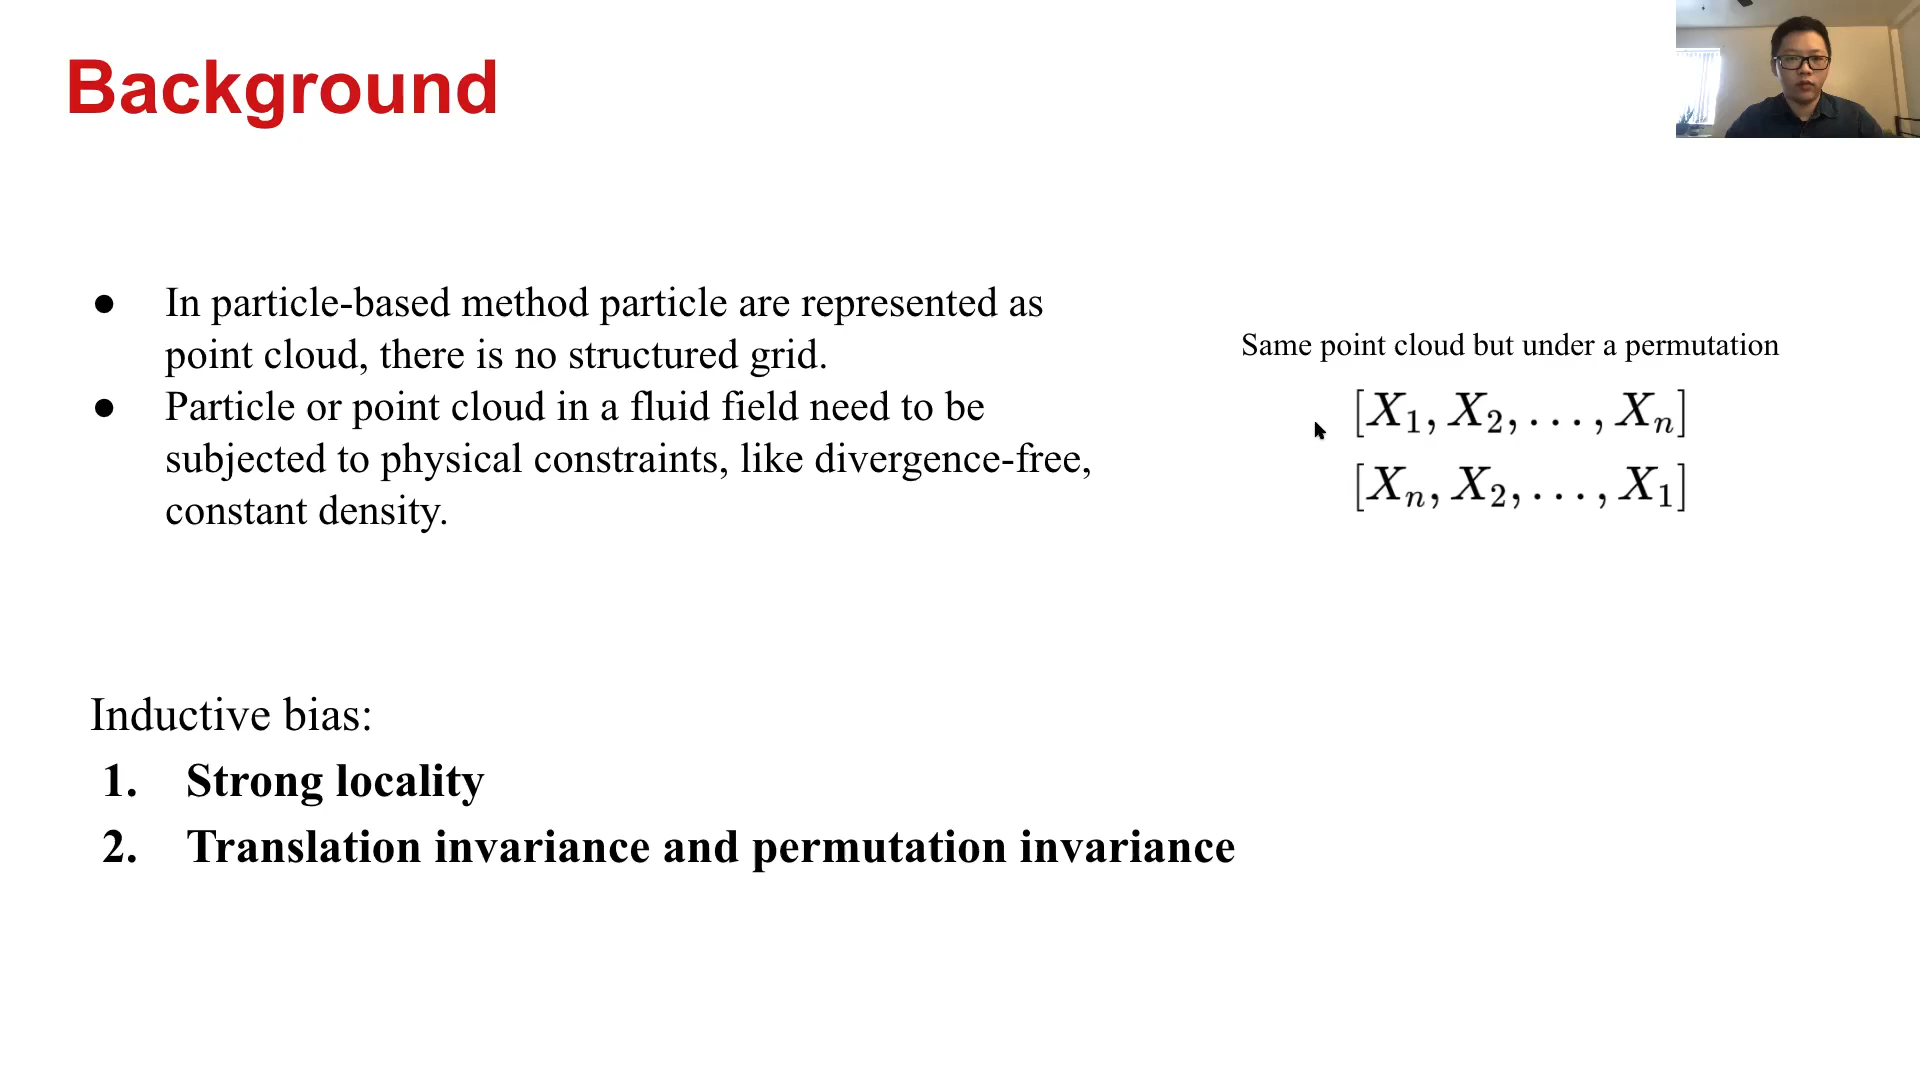 Background
● In particle-based method particle are represented as
point cloud, there is no structured grid.
● Particle or point cloud in a fluid field need to be
subjected to physical constraints, like divergence-free,
constant density.
Same point cloud but under a permutation
[X₁, X₂, . . . , Xₙ]
[Xₙ, X₂, . . . , X₁]
Inductive bias:
1. Strong locality
2. Translation invariance and permutation invariance